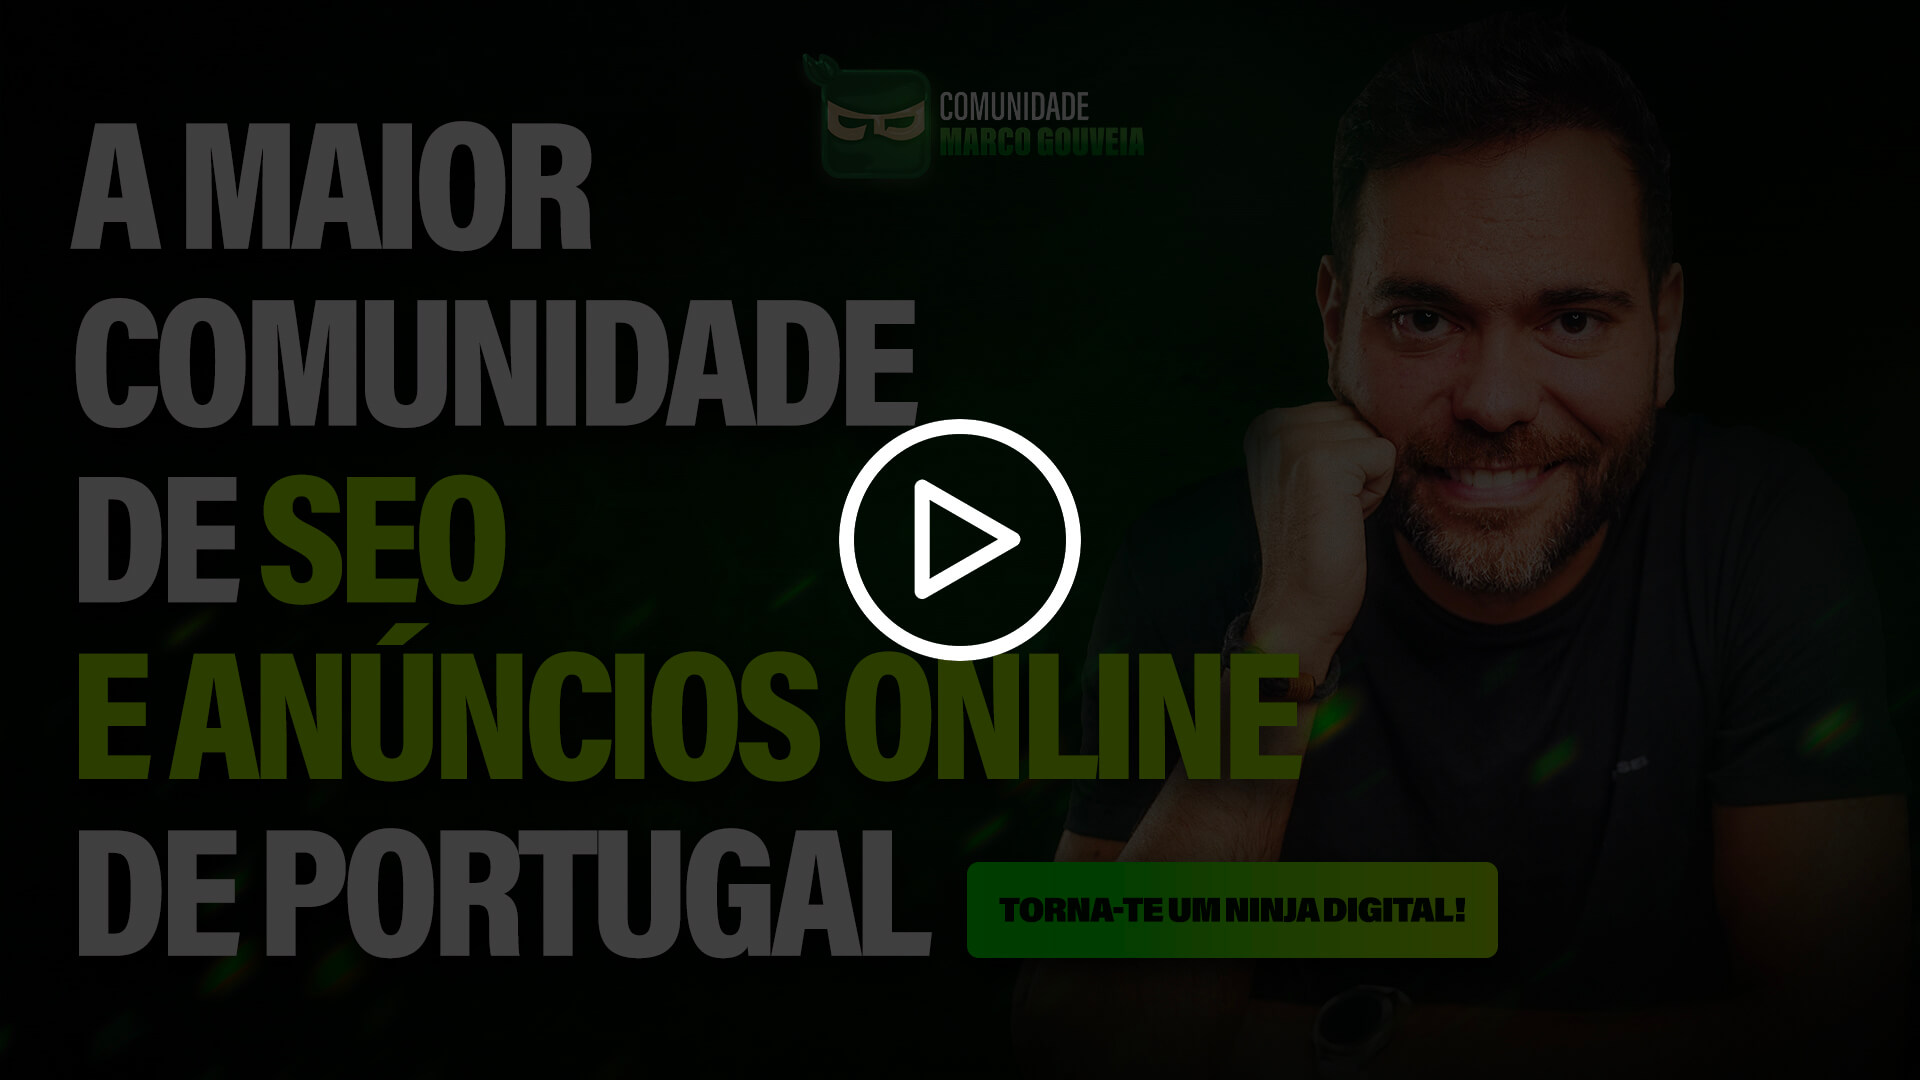 COMUNIDADE
MARCO GOUVEIA
A MAIOR
COMUNIDADE
DE SEO
E ANÚNCIOS ONLINE
DE PORTUGAL
TORNA-TE UM NINJA DIGITAL!